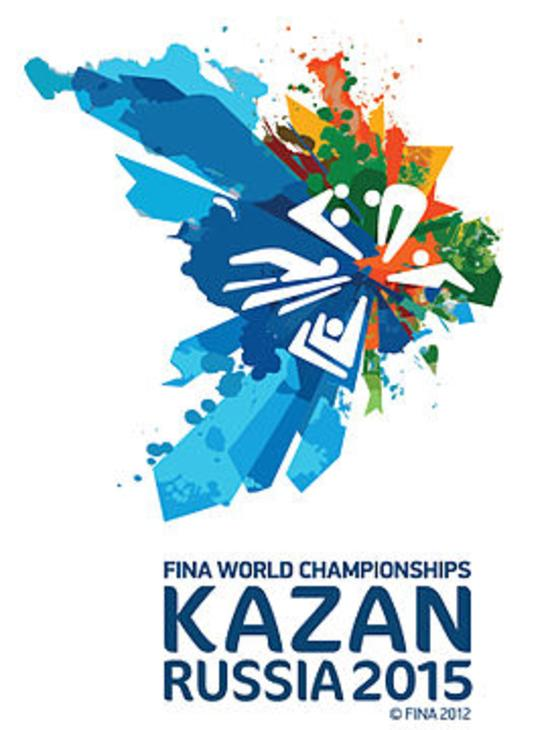 FINA WORLD CHAMPIONSHIPS
KAZAN
RUSSIA 2015
© FINA 2012